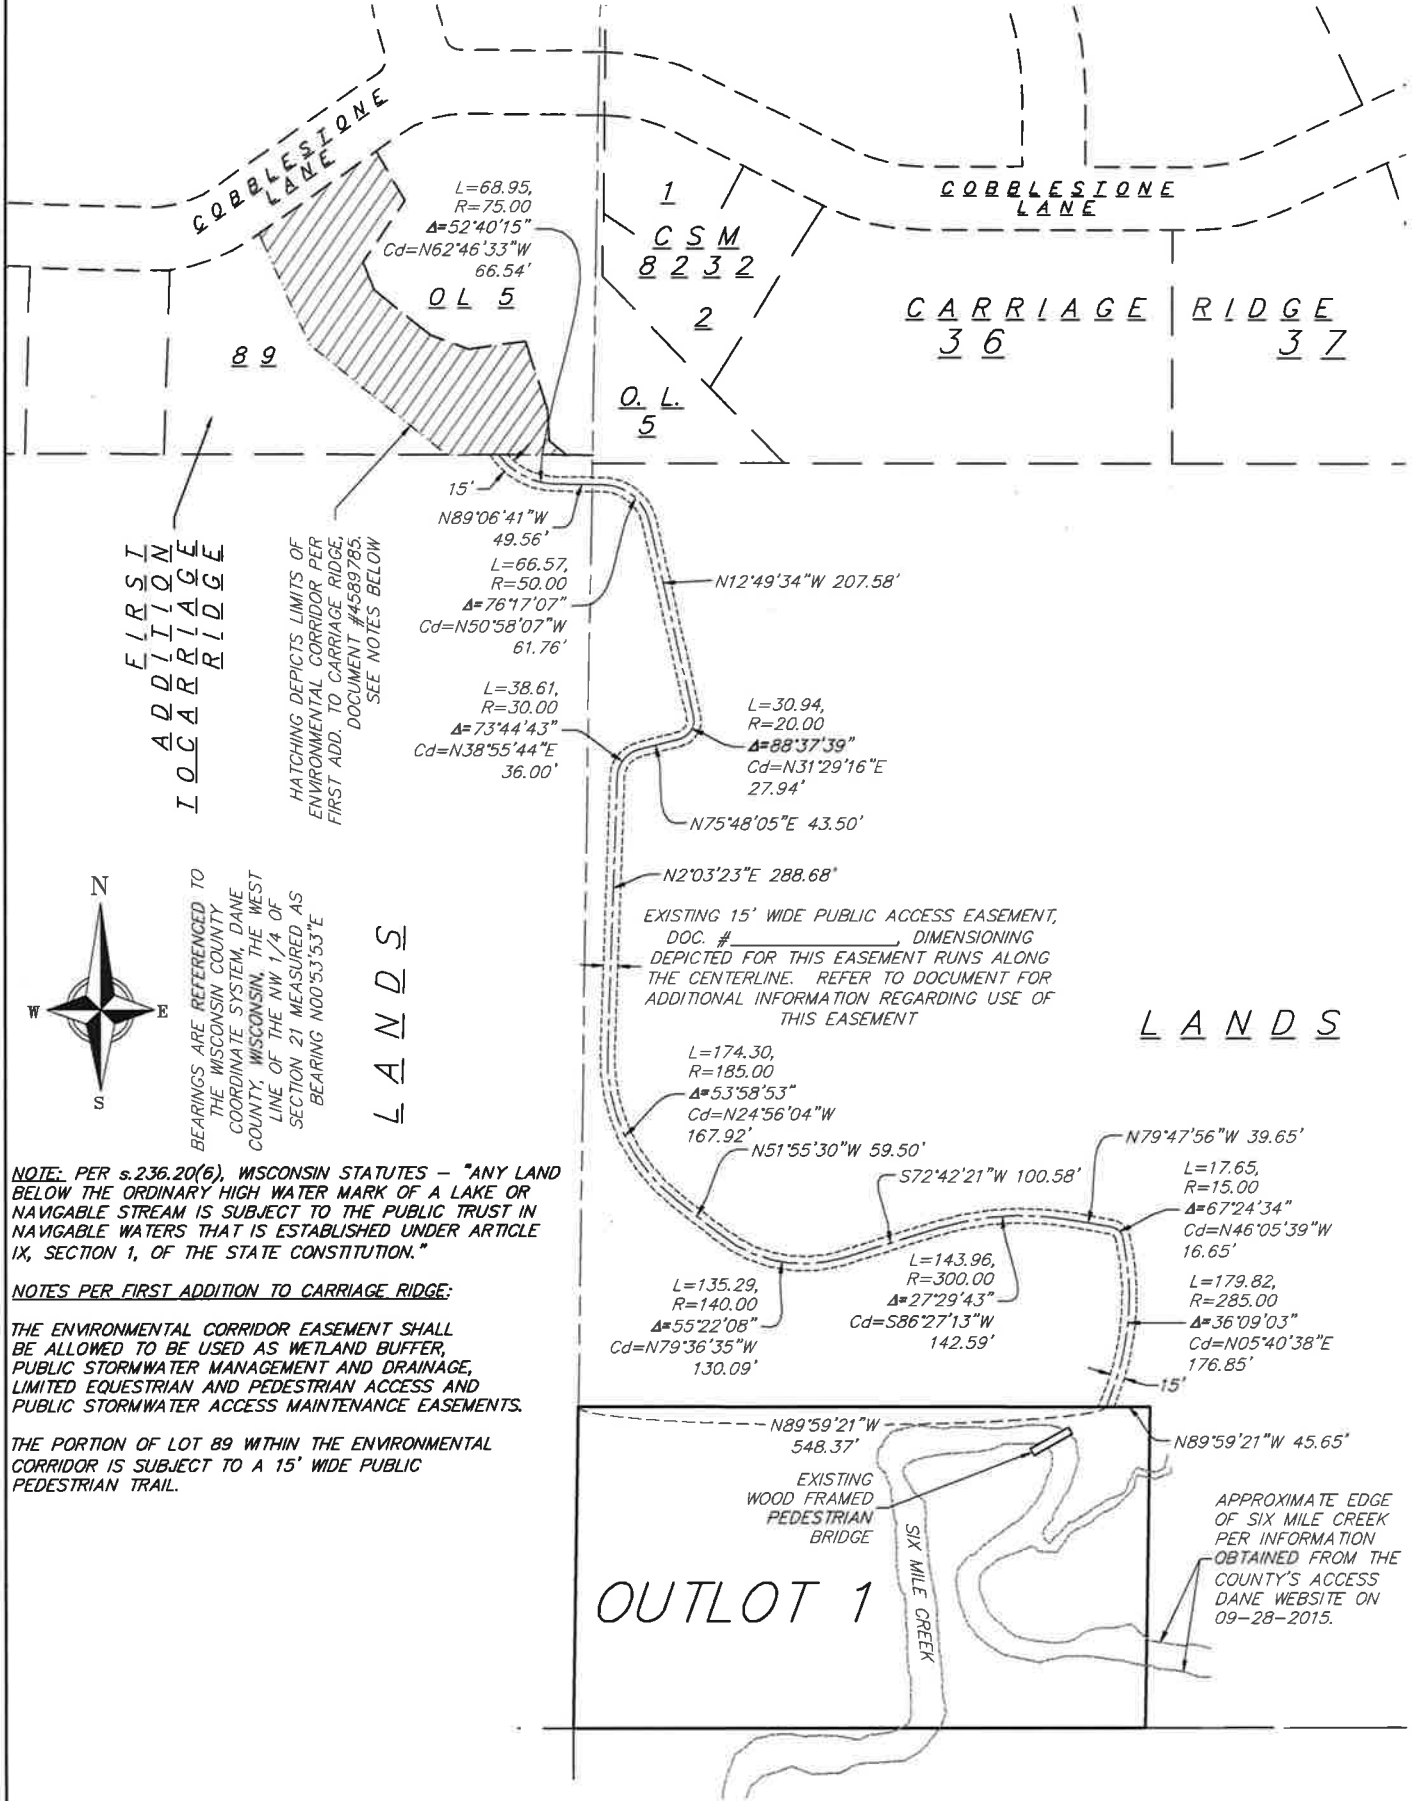 COBBLESTONE
LANE
L=68.95,
R=75.00
Δ=52°40'15"
Cd=N62°46'33"W
66.54'
OL 5
89
1
CSM
8232
2
O. L.
5
COBBLESTONE
LANE
CARRIAGE RIDGE
36 37
15'
N89°06'41"W
49.56'
L=66.57,
R=50.00
Δ=76°17'07"
Cd=N50°58'07"W
61.76'
N12°49'34"W 207.58'
FIRST
ADDITION
TO CARRIAGE
RIDGE
HATCHING DEPICTS LIMITS OF
ENVIRONMENTAL CORRIDOR PER
FIRST ADD. TO CARRIAGE RIDGE,
DOCUMENT #4589785.
SEE NOTES BELOW
L=38.61,
R=30.00
Δ=73°44'43"
Cd=N38°55'44"E
36.00'
L=30.94,
R=20.00
Δ=88°37'39"
Cd=N31°29'16"E
27.94'
N75°48'05"E 43.50'
N2°03'23"E 288.68'
N
W E
S
BEARINGS ARE REFERENCED TO
THE WISCONSIN COUNTY
COORDINATE SYSTEM, DANE
COUNTY, WISCONSIN, THE WEST
LINE OF THE NW 1/4 OF
SECTION 21 MEASURED AS
BEARING N00°53'53"E
LANDS
EXISTING 15' WIDE PUBLIC ACCESS EASEMENT,
DOC. #____________, DIMENSIONING
DEPICTED FOR THIS EASEMENT RUNS ALONG
THE CENTERLINE. REFER TO DOCUMENT FOR
ADDITIONAL INFORMATION REGARDING USE OF
THIS EASEMENT
LANDS
L=174.30,
R=185.00
Δ=53°58'53"
Cd=N24°56'04"W
167.92'
N51°55'30"W 59.50'
S72°42'21"W 100.58'
N79°47'56"W 39.65'
L=17.65,
R=15.00
Δ=67°24'34"
Cd=N46°05'39"W
16.65'
L=135.29,
R=140.00
Δ=55°22'08"
Cd=N79°36'35"W
130.09'
L=143.96,
R=300.00
Δ=27°29'43"
Cd=S86°27'13"W
142.59'
L=179.82,
R=285.00
Δ=36°09'03"
Cd=N05°40'38"E
176.85'
15'
NOTE: PER s.236.20(6), WISCONSIN STATUTES – "ANY LAND
BELOW THE ORDINARY HIGH WATER MARK OF A LAKE OR
NAVIGABLE STREAM IS SUBJECT TO THE PUBLIC TRUST IN
NAVIGABLE WATERS THAT IS ESTABLISHED UNDER ARTICLE
IX, SECTION 1, OF THE STATE CONSTITUTION."
NOTES PER FIRST ADDITION TO CARRIAGE RIDGE:
THE ENVIRONMENTAL CORRIDOR EASEMENT SHALL
BE ALLOWED TO BE USED AS WETLAND BUFFER,
PUBLIC STORMWATER MANAGEMENT AND DRAINAGE,
LIMITED EQUESTRIAN AND PEDESTRIAN ACCESS AND
PUBLIC STORMWATER ACCESS MAINTENANCE EASEMENTS.
THE PORTION OF LOT 89 WITHIN THE ENVIRONMENTAL
CORRIDOR IS SUBJECT TO A 15' WIDE PUBLIC
PEDESTRIAN TRAIL.
N89°59'21"W
548.37'
N89°59'21"W 45.65'
EXISTING
WOOD FRAMED
PEDESTRIAN
BRIDGE
SIX MILE CREEK
OUTLOT 1
APPROXIMATE EDGE
OF SIX MILE CREEK
PER INFORMATION
OBTAINED FROM THE
COUNTY'S ACCESS
DANE WEBSITE ON
09-28-2015.